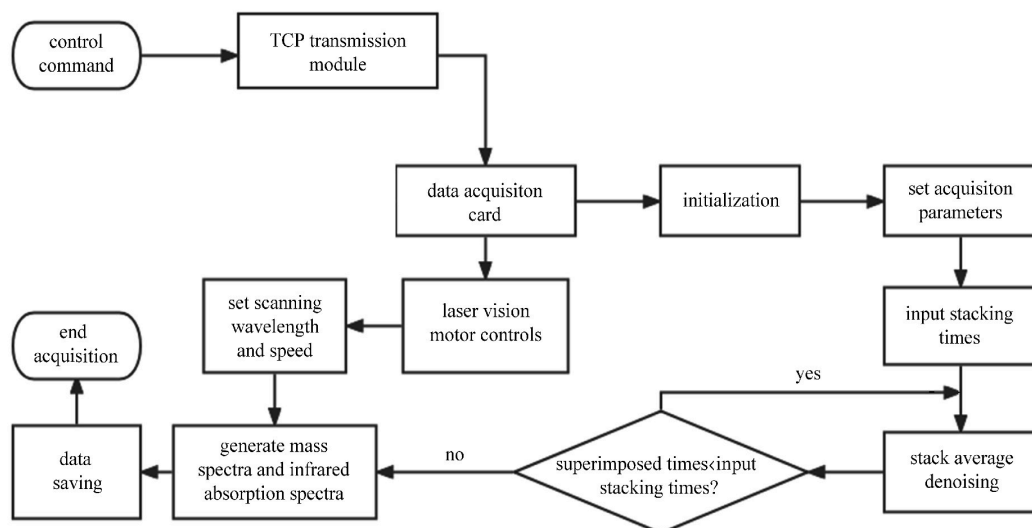 control
command
TCP transmission
module
data acquisiton
card
initialization
set acquisiton
parameters
set scanning
wavelength
and speed
laser vision
motor controls
input stacking
times
end
acquisition
yes
data
saving
generate mass
spectra and infrared
absorption spectra
no
superimposed times<input
stacking times?
stack average
denoising